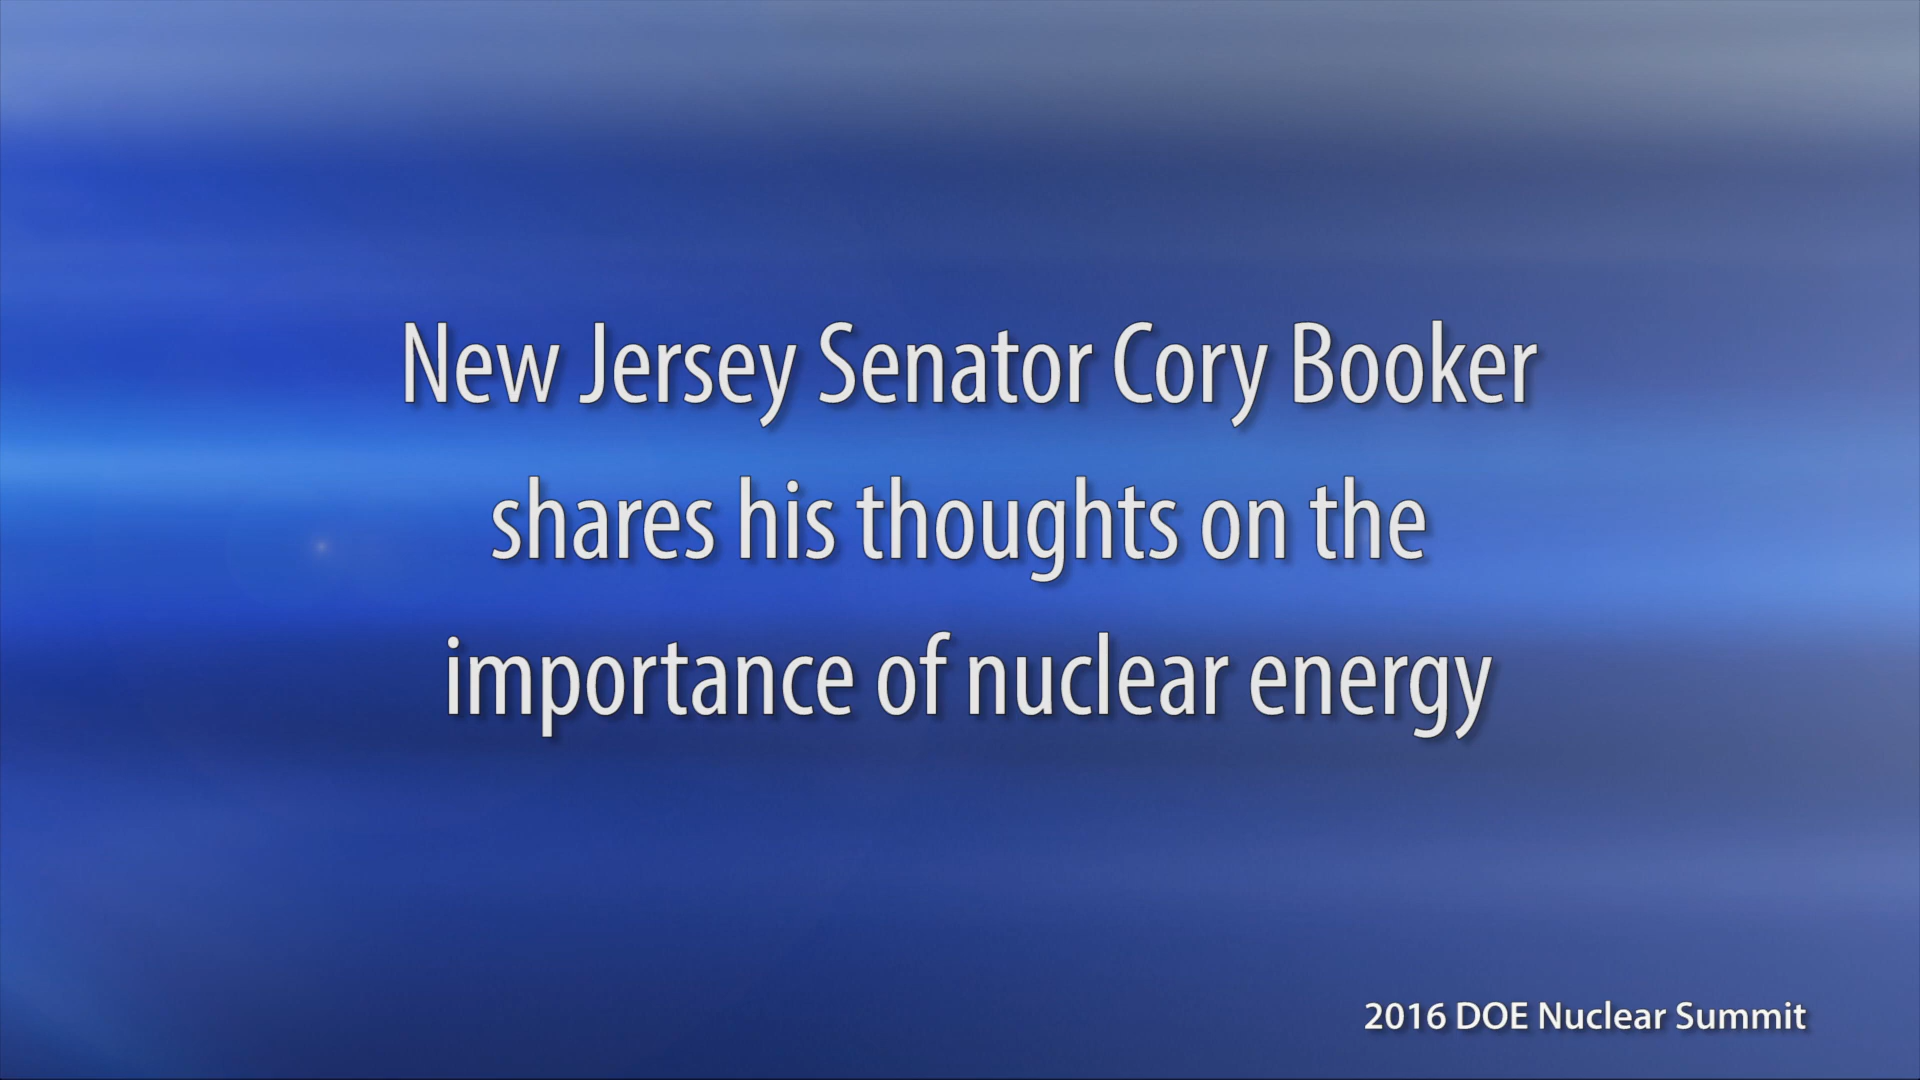 New Jersey Senator Cory Booker
shares his thoughts on the
importance of nuclear energy
2016 DOE Nuclear Summit